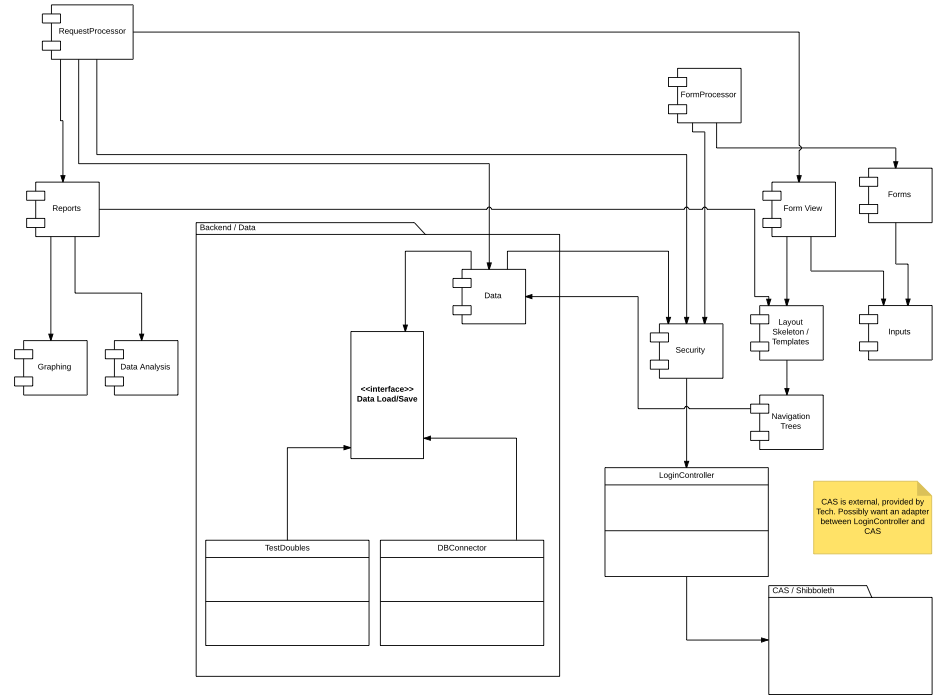 RequestProcessor
FormProcessor
Reports
Form View
Forms
Backend / Data
Data
Layout
Skeleton /
Templates
Inputs
Security
Graphing
Data Analysis
<<interface>>
Data Load/Save
Navigation
Trees
LoginController
CAS is external, provided by
Tech. Possibly want an adapter
between LoginController and
CAS
TestDoubles
DBConnector
CAS / Shibboleth